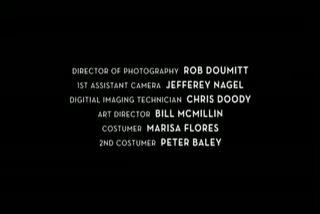 DIRECTOR OF PHOTOGRAPHY ROB DOUMITT
1ST ASSISTANT CAMERA JEFFEREY NAGEL
DIGITIAL IMAGING TECHNICIAN CHRIS DOODY
ART DIRECTOR BILL MCMILLIN
COSTUMER MARISA FLORES
2ND COSTUMER PETER BALEY